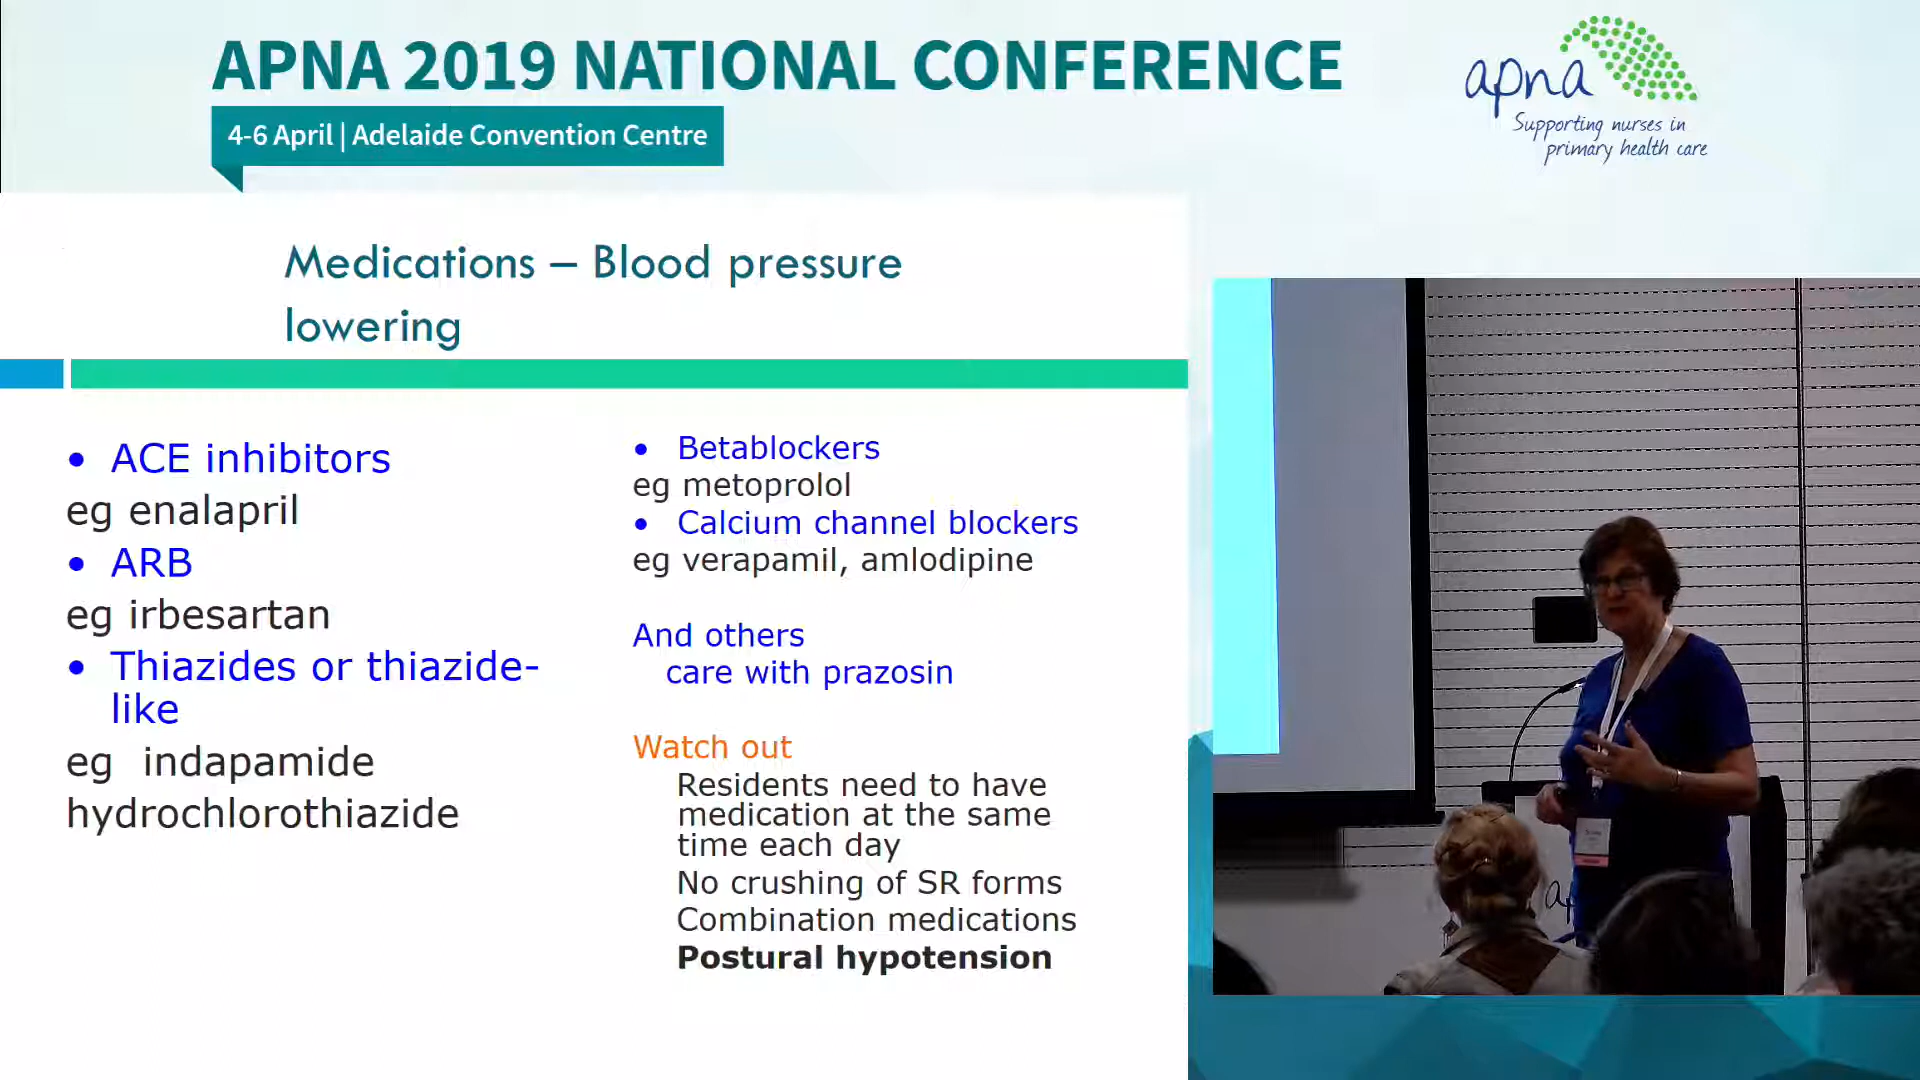 APNA 2019 NATIONAL CONFERENCE
4-6 April | Adelaide Convention Centre
apna
Supporting nurses in
primary health care
Medications – Blood pressure
lowering
• ACE inhibitors
eg enalapril
• ARB
eg irbesartan
• Thiazides or thiazide-
like
eg indapamide
hydrochlorothiazide
• Betablockers
eg metoprolol
• Calcium channel blockers
eg verapamil, amlodipine
And others
care with prazosin
Watch out
Residents need to have
medication at the same
time each day
No crushing of SR forms
Combination medications
Postural hypotension